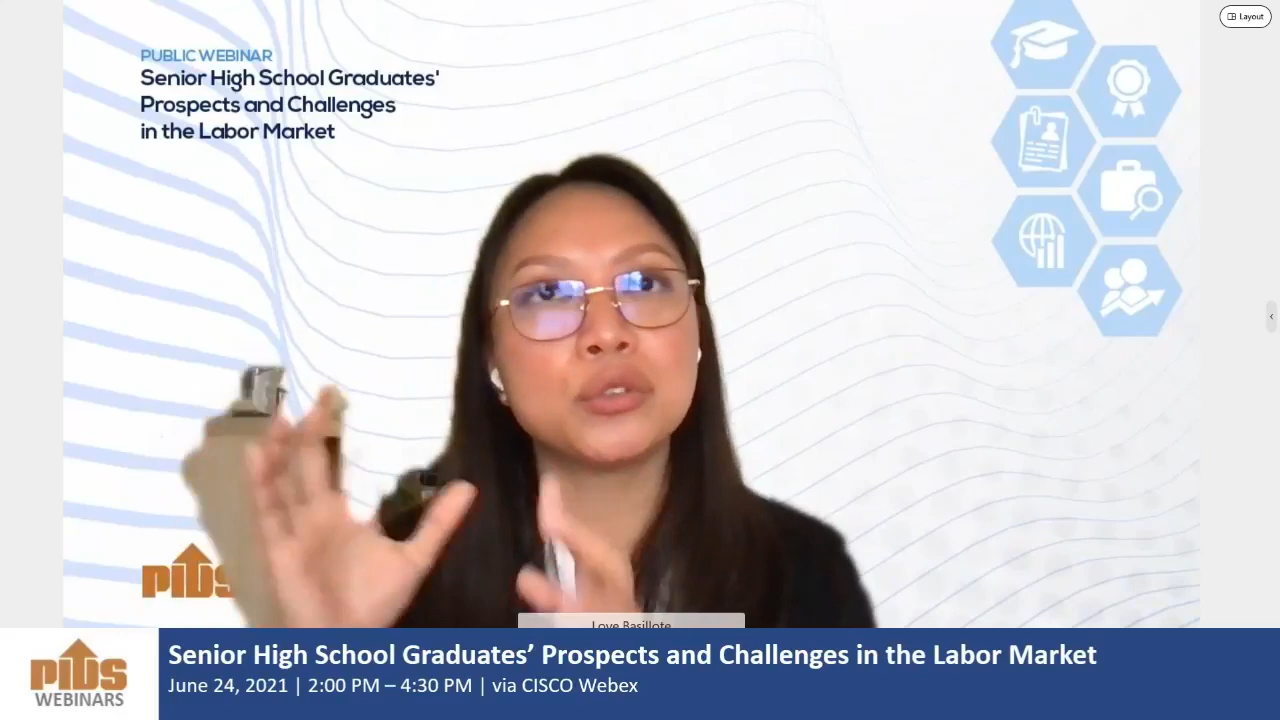 Layout
PUBLIC WEBINAR
Senior High School Graduates'
Prospects and Challenges
in the Labor Market
PIDS
Love Basillote
PIDS
WEBINARS
Senior High School Graduates’ Prospects and Challenges in the Labor Market
June 24, 2021 | 2:00 PM – 4:30 PM | via CISCO Webex